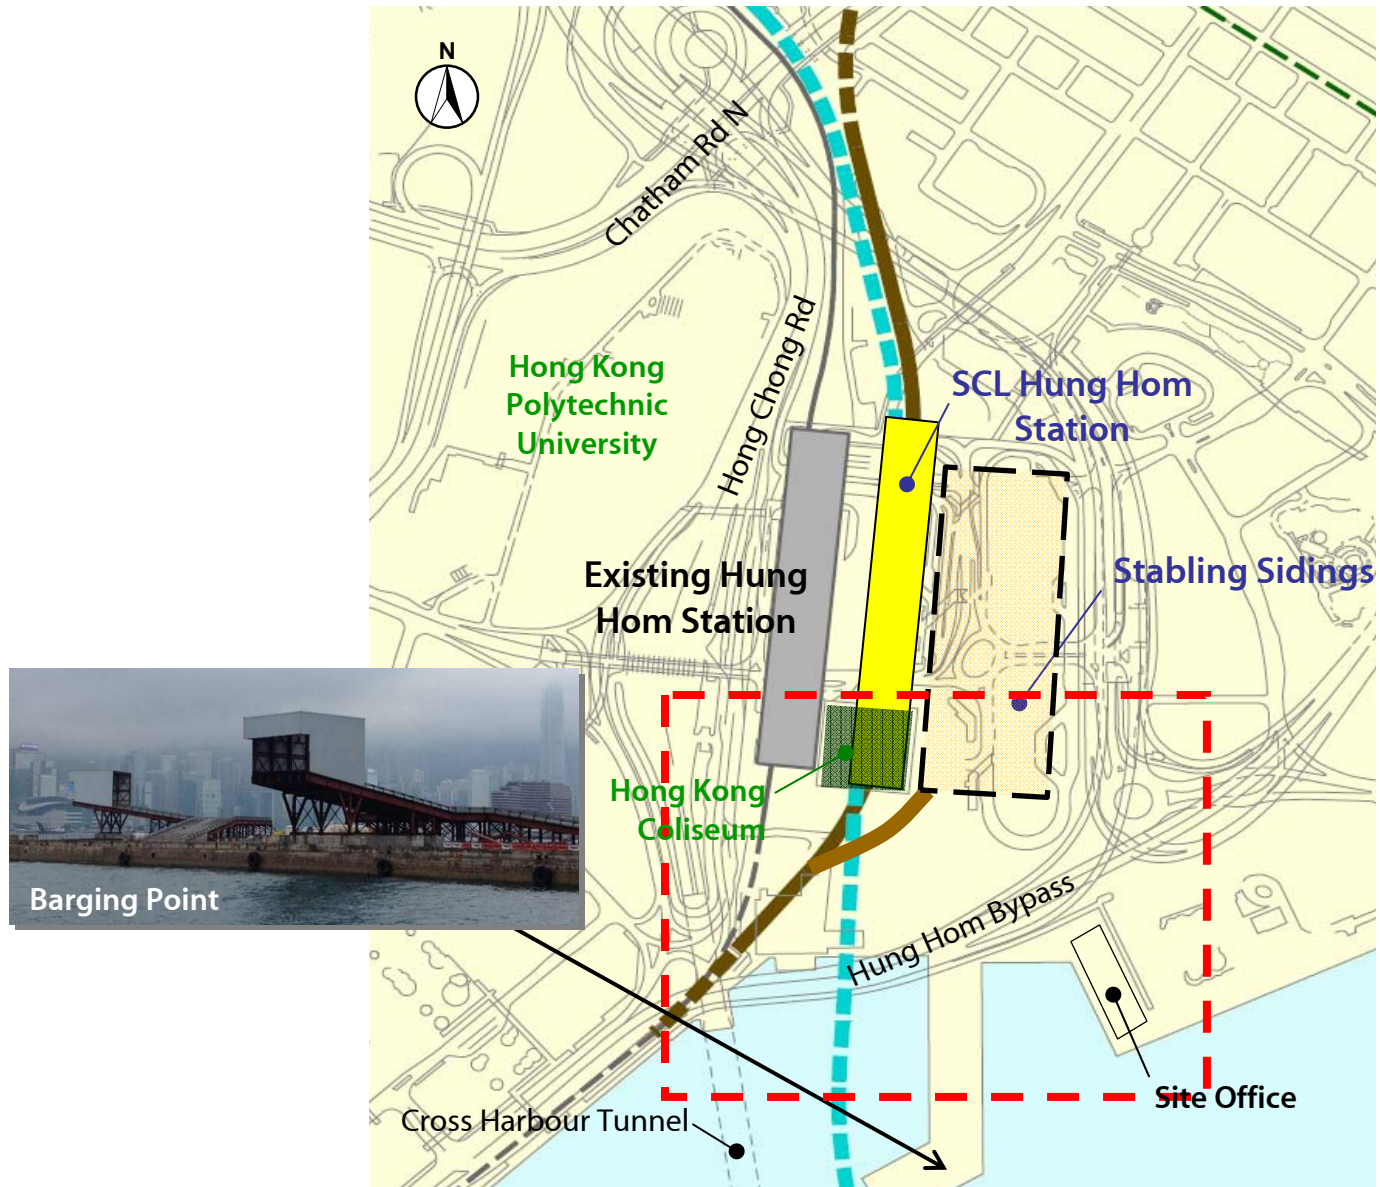 N
Chatham Rd N
Hong Chong Rd
Hong Kong
Polytechnic
University
SCL Hung Hom
Station
Existing Hung
Hom Station
Stabling Sidings
Hong Kong
Coliseum
Barging Point
Hung Hom Bypass
Site Office
Cross Harbour Tunnel